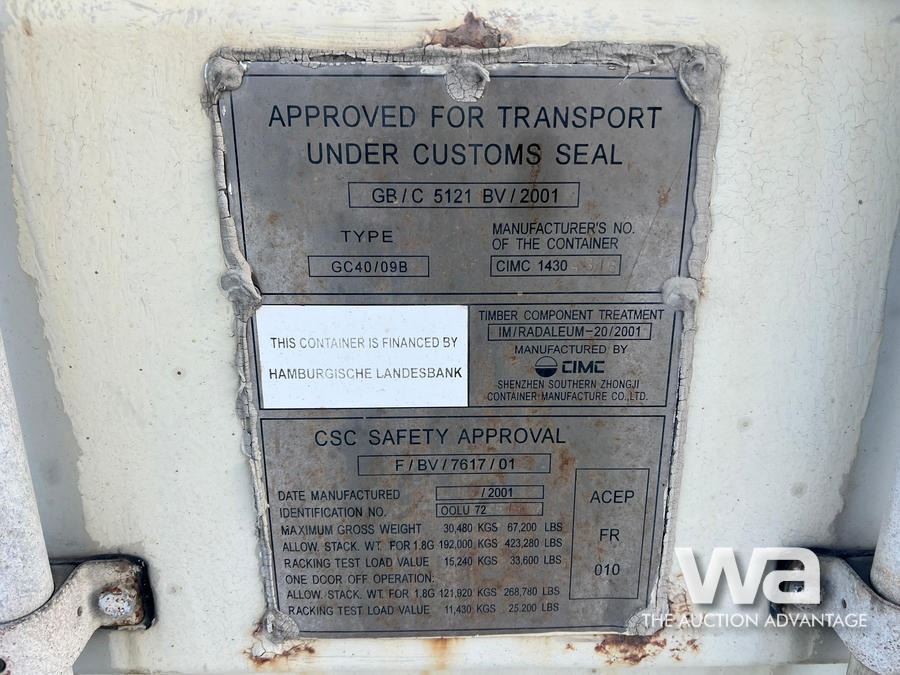 APPROVED FOR TRANSPORT
UNDER CUSTOMS SEAL
GB/C 5121 BV/2001
TYPE
GC40/09B
MANUFACTURER'S NO.
OF THE CONTAINER
CIMC 1430
THIS CONTAINER IS FINANCED BY
HAMBURGISCHE LANDESBANK
TIMBER COMPONENT TREATMENT
IM/RADALEUM-20/2001
MANUFACTURED BY
CIMC
SHENZHEN SOUTHERN ZHONGJI
CONTAINER MANUFACTURE CO.,LTD.
CSC SAFETY APPROVAL
F/BV/7617/01
DATE MANUFACTURED /2001
IDENTIFICATION NO. OOLU 72
MAXIMUM GROSS WEIGHT 30,480 KGS 67,200 LBS
ALLOW. STACK. WT. FOR 1.8G 192,000 KGS 423,280 LBS
RACKING TEST LOAD VALUE 15,240 KGS 33,600 LBS
ONE DOOR OFF OPERATION:
ALLOW. STACK. WT. FOR 1.8G 121,920 KGS 268,780 LBS
RACKING TEST LOAD VALUE 11,430 KGS 25,200 LBS
ACEP
FR
010
wa
THE AUCTION ADVANTAGE